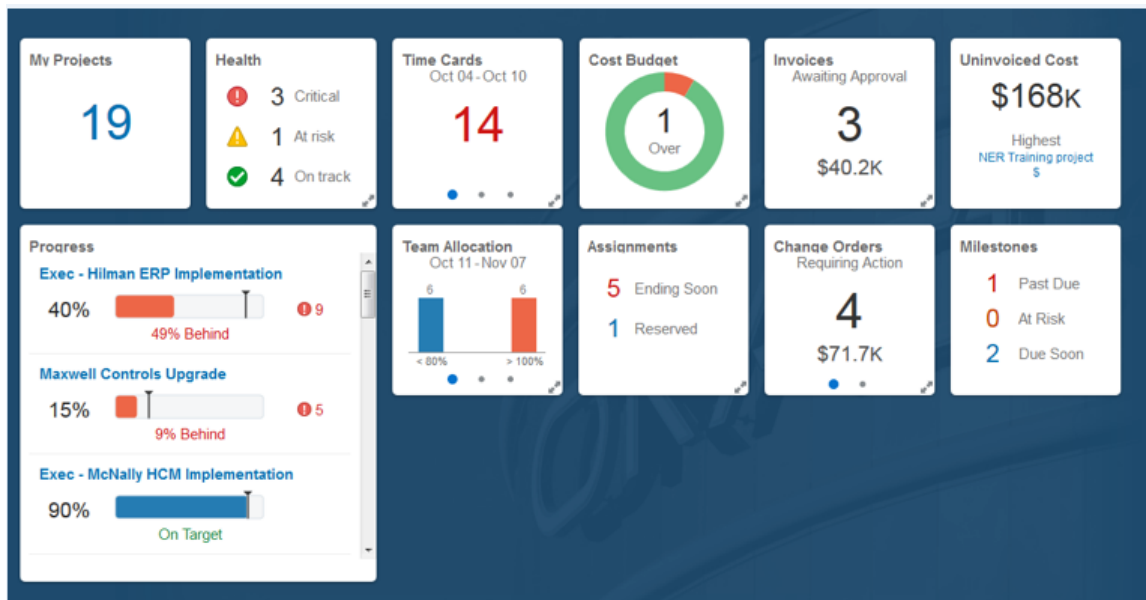 My Projects
19
Health
3 Critical
1 At risk
4 On track
Time Cards
Oct 04 - Oct 10
14
Cost Budget
1
Over
Invoices
Awaiting Approval
3
$40.2K
Uninvoiced Cost
$168K
Highest
NER Training project
$
Progress
Exec - Hilman ERP Implementation
40%
9
49% Behind
Maxwell Controls Upgrade
15%
5
9% Behind
Exec - McNally HCM Implementation
90%
On Target
Team Allocation
Oct 11 - Nov 07
6 6
< 80% > 100%
Assignments
5 Ending Soon
1 Reserved
Change Orders
Requiring Action
4
$71.7K
Milestones
1 Past Due
0 At Risk
2 Due Soon